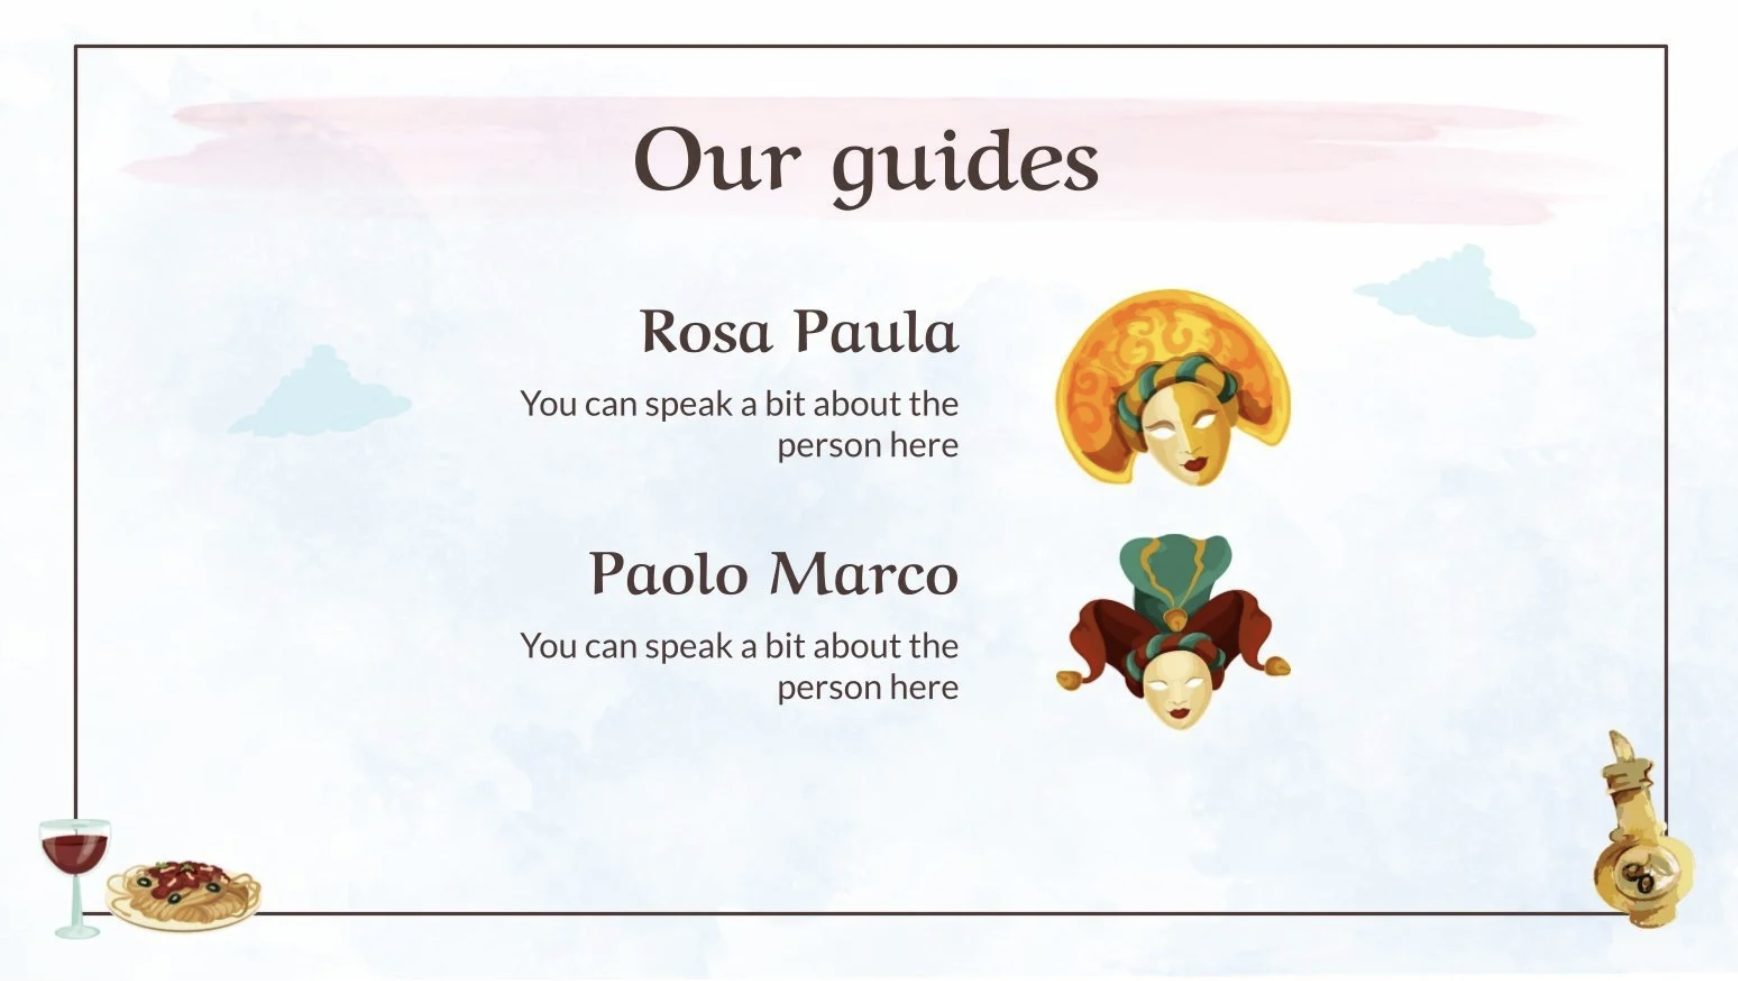 Our guides
Rosa Paula
You can speak a bit about the
person here
Paolo Marco
You can speak a bit about the
person here